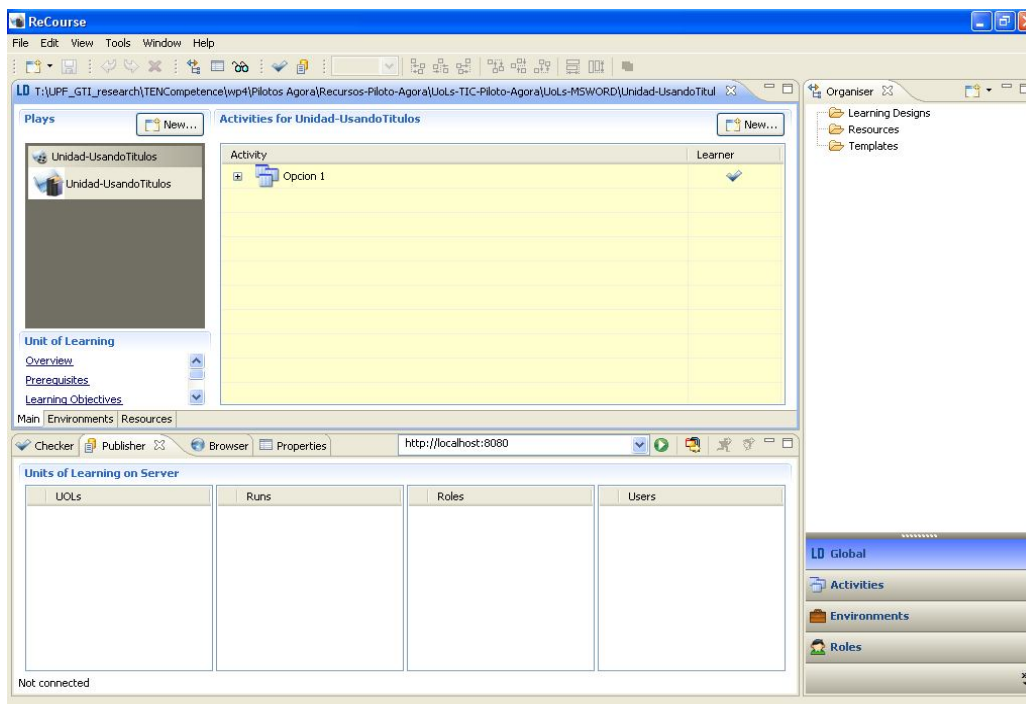 ReCourse
File Edit View Tools Window Help
LD T:\UPF_GTI_research\TENCompetence\wp4\Pilotos Agora\Recursos-Piloto-Agora\UoLs-TIC-Piloto-Agora\UoLs-MSWORD\Unidad-UsandoTitul
Plays
New...
Unidad-UsandoTitulos
Unidad-UsandoTitulos
Unit of Learning
Overview
Prerequisites
Learning Objectives
Activities for Unidad-UsandoTitulos
New...
Activity Learner
Opcion 1
Main Environments Resources
Organiser
Learning Designs
Resources
Templates
Checker Publisher Browser Properties http://localhost:8080
Units of Learning on Server
UOLs Runs Roles Users
Not connected
LD Global
Activities
Environments
Roles